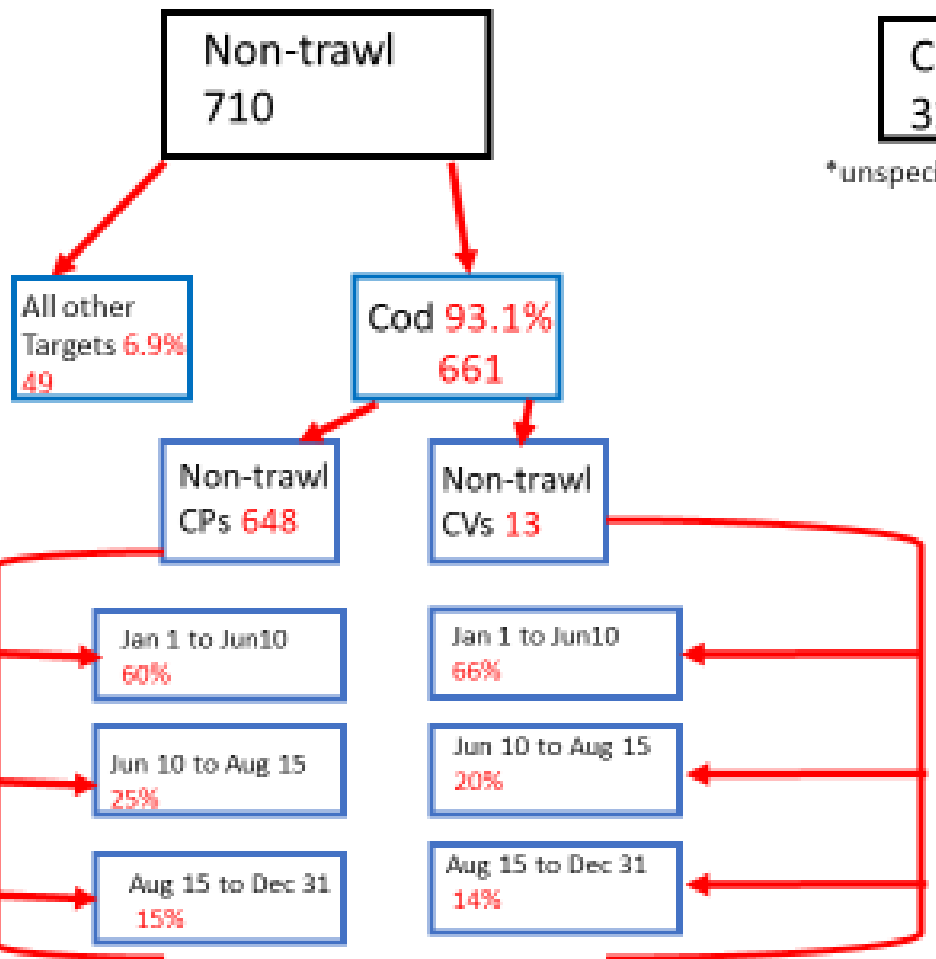 Non-trawl
710
C
3
*unspec
All other
Targets 6.9%
49
Cod 93.1%
661
Non-trawl
CPs 648
Non-trawl
CVs 13
Jan 1 to Jun10
60%
Jun 10 to Aug 15
25%
Aug 15 to Dec 31
15%
Jan 1 to Jun10
66%
Jun 10 to Aug 15
20%
Aug 15 to Dec 31
14%